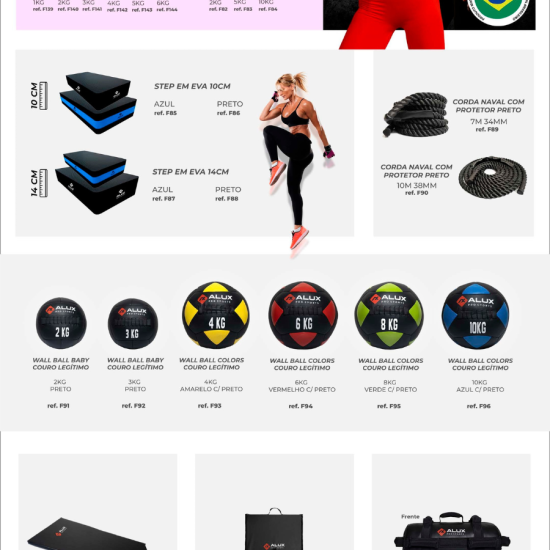 1KG 2KG 3KG 4KG 5KG 6KG 2KG 5KG 10KG
ref. F139 ref. F140 ref. F141 ref. F142 ref. F143 ref. F144 ref. F82 ref. F83 ref. F84
10 CM
STEP EM EVA 10CM
AZUL PRETO
ref. F85 ref. F86
14 CM
STEP EM EVA 14CM
AZUL PRETO
ref. F87 ref. F88
CORDA NAVAL COM
PROTETOR PRETO
7M 34MM
ref. F89
CORDA NAVAL COM
PROTETOR PRETO
10M 38MM
ref. F90
2 KG
3 KG
ALUX
4 KG
ALUX
6 KG
ALUX
8 KG
ALUX
10KG
WALL BALL BABY
COURO LEGÍTIMO
2KG
PRETO
ref. F91
WALL BALL BABY
COURO LEGÍTIMO
3KG
PRETO
ref. F92
WALL BALL COLORS
COURO LEGÍTIMO
4KG
AMARELO C/ PRETO
ref. F93
WALL BALL COLORS
COURO LEGÍTIMO
6KG
VERMELHO C/ PRETO
ref. F94
WALL BALL COLORS
COURO LEGÍTIMO
8KG
VERDE C/ PRETO
ref. F95
WALL BALL COLORS
COURO LEGÍTIMO
10KG
AZUL C/ PRETO
ref. F96
ALUX
ALUX
Frente
ALUX